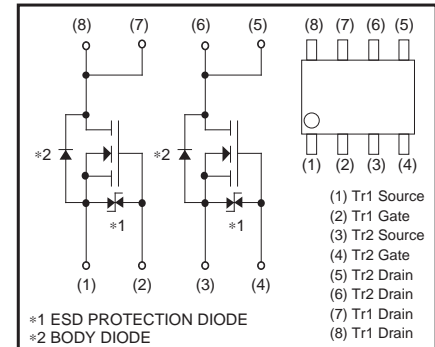 (8) (7) (6) (5) (8) (7) (6) (5)
∗2 ∗2
∗1 ∗1
(1) (2) (3) (4)
(1) (2) (3) (4)
(1) Tr1 Source
(2) Tr1 Gate
(3) Tr2 Source
(4) Tr2 Gate
(5) Tr2 Drain
(6) Tr2 Drain
(7) Tr1 Drain
(8) Tr1 Drain
∗1 ESD PROTECTION DIODE
∗2 BODY DIODE